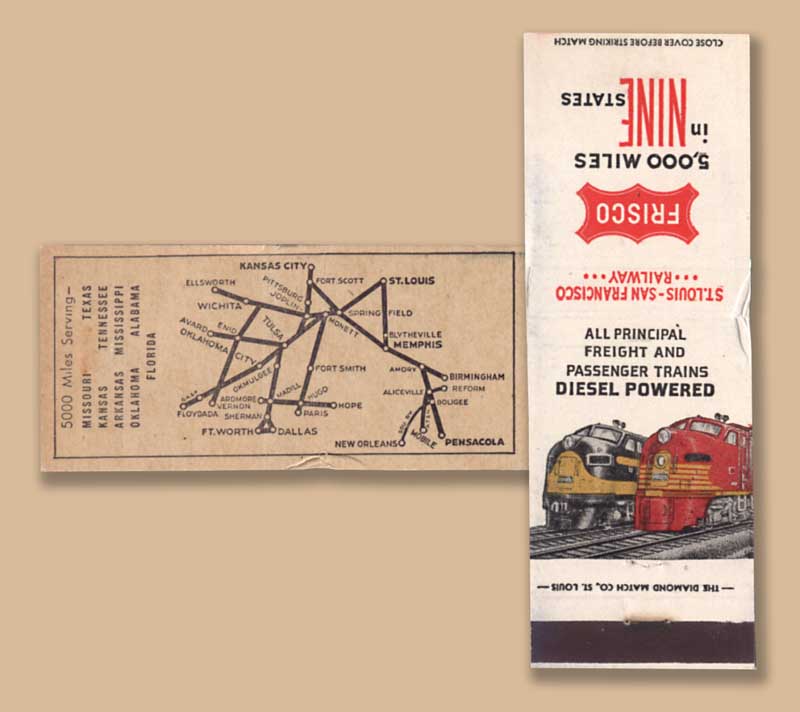 5000 Miles Serving—
MISSOURI TEXAS
KANSAS TENNESSEE
ARKANSAS MISSISSIPPI
OKLAHOMA ALABAMA
FLORIDA
KANSAS CITY
ELLSWORTH
PITTSBURG
FORT SCOTT
ST. LOUIS
JOPLIN
WICHITA
SPRINGFIELD
MONETT
AVARD
ENID
TULSA
BLYTHEVILLE
OKLAHOMA CITY
MEMPHIS
OKMULGEE
FORT SMITH
AMORY
BIRMINGHAM
ALICEVILLE
REFORM
BOLIGEE
ARDMORE
MADILL
HUGO
FLOYDADA
VERNON
HOPE
SHERMAN
PARIS
FT. WORTH
DALLAS
NEW ORLEANS
MOBILE
PENSACOLA
CLOSE COVER BEFORE STRIKING MATCH
5,000 MILES
in NINE STATES
FRISCO
ST.LOUIS-SAN FRANCISCO
••• RAILWAY •••
ALL PRINCIPAL
FREIGHT AND
PASSENGER TRAINS
DIESEL POWERED
— THE DIAMOND MATCH CO., ST. LOUIS —